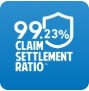 99.23%
CLAIM
SETTLEMENT
RATIO